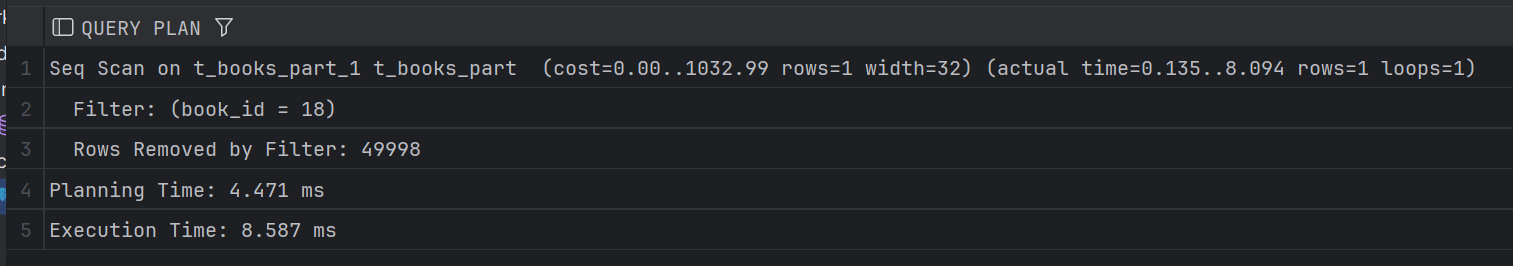 QUERY PLAN
1 Seq Scan on t_books_part_1 t_books_part  (cost=0.00..1032.99 rows=1 width=32) (actual time=0.135..8.094 rows=1 loops=1)
2   Filter: (book_id = 18)
3   Rows Removed by Filter: 49998
4 Planning Time: 4.471 ms
5 Execution Time: 8.587 ms